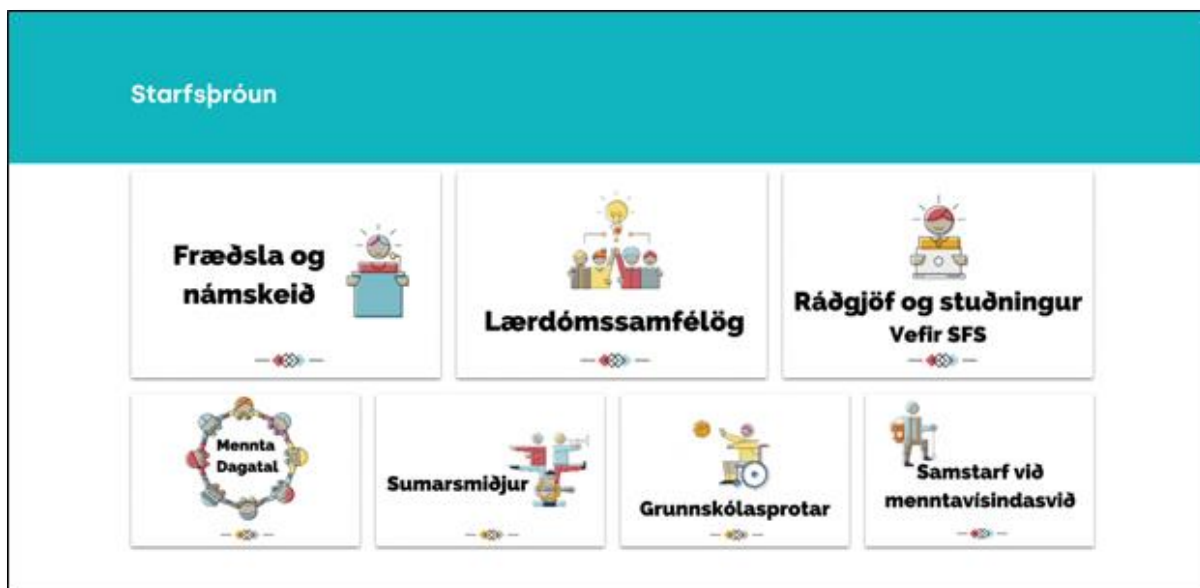 Starfsþróun
Fræðsla og
námskeið
Lærdómssamfélög
Ráðgjöf og stuðningur
Vefir SFS
Mennta
Dagatal
Sumarsmiðjur
Grunnskólasprotar
Samstarf við
menntavísindasvið